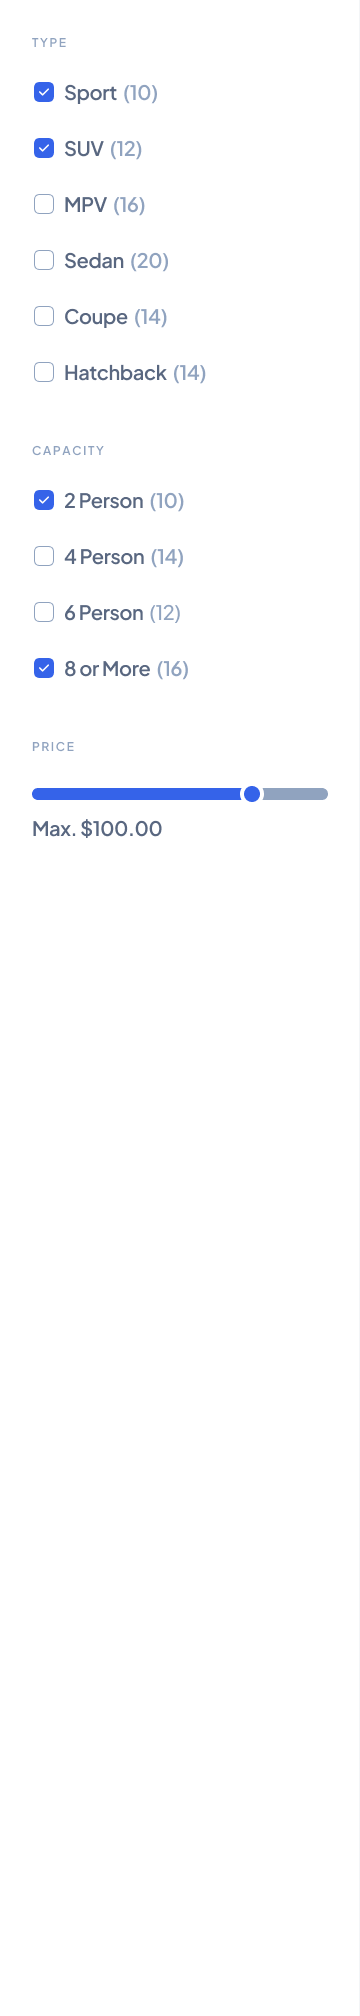 TYPE
Sport (10)
SUV (12)
MPV (16)
Sedan (20)
Coupe (14)
Hatchback (14)
CAPACITY
2 Person (10)
4 Person (14)
6 Person (12)
8 or More (16)
PRICE
Max. $100.00